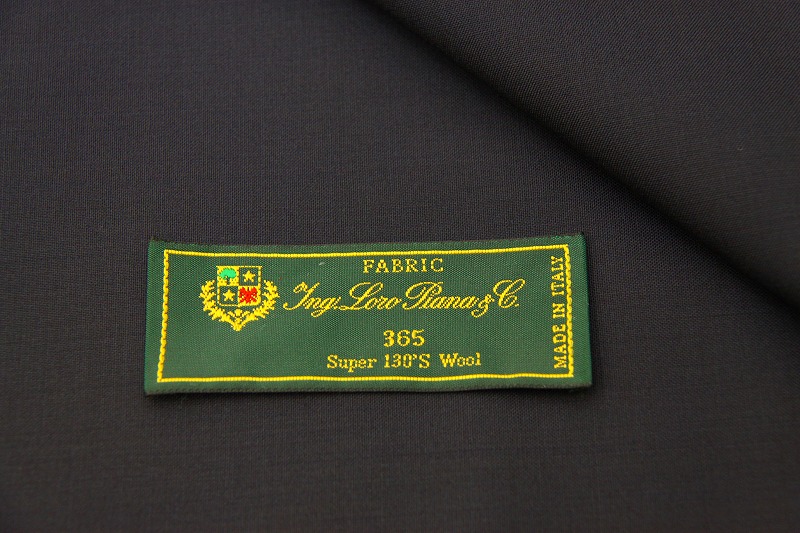 FABRIC
Ing. Loro Piana & C.
365
Super 130'S Wool
MADE IN ITALY